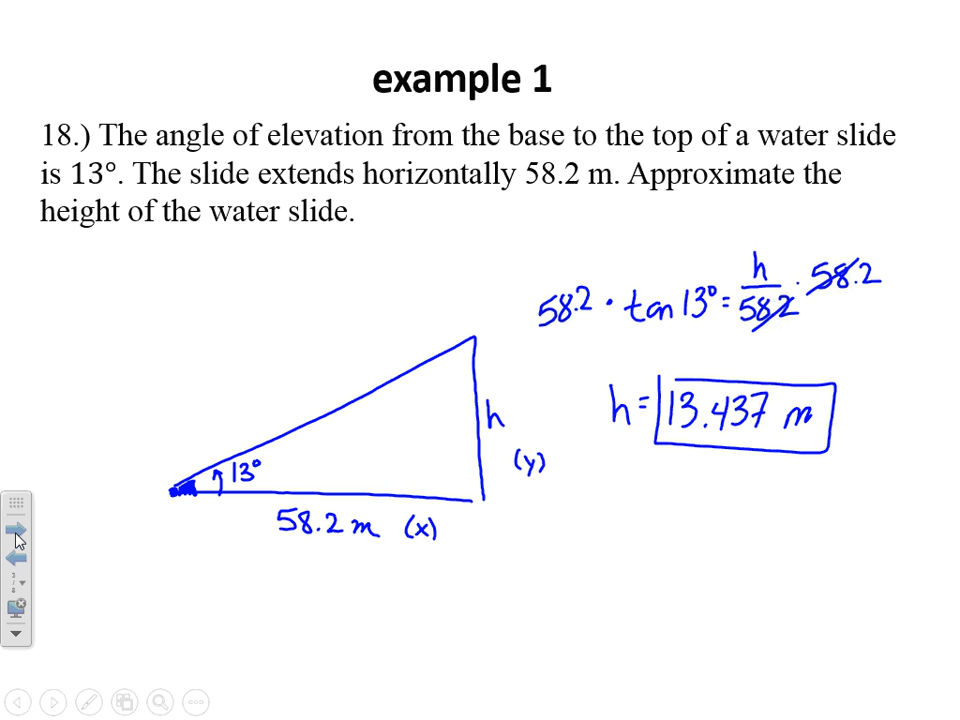 example 1
18.) The angle of elevation from the base to the top of a water slide
is 13°. The slide extends horizontally 58.2 m. Approximate the
height of the water slide.
58.2 · tan 13° = h/58.2 · 58.2
h = 13.437 m
h
13°
(y)
58.2 m (x)
3
/
8